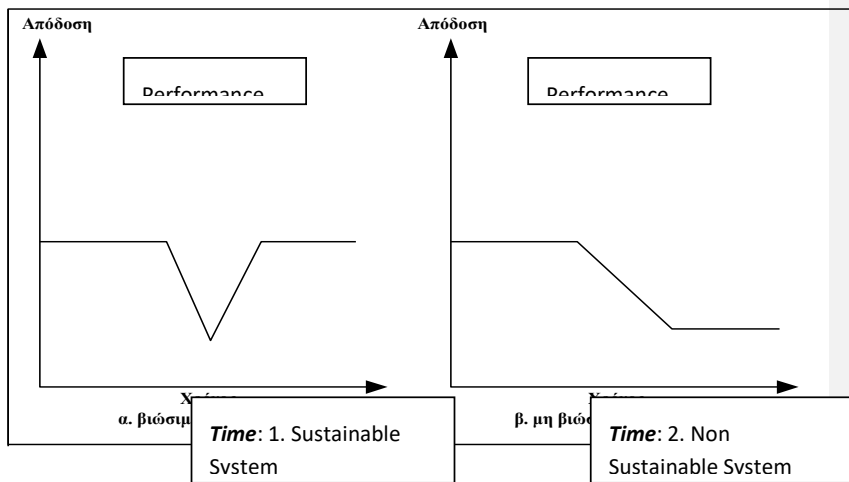 Απόδοση
Performance
α. βιώσιμ
Time: 1. Sustainable
System
Απόδοση
Performance
β. μη βιώσ
Time: 2. Non
Sustainable System